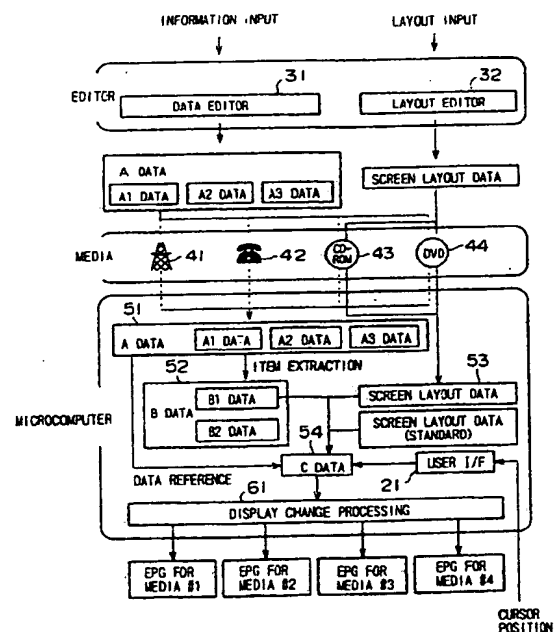 INFORMATION INPUT
LAYOUT INPUT
EDITOR
31
DATA EDITOR
32
LAYOUT EDITOR
A DATA
A1 DATA
A2 DATA
A3 DATA
SCREEN LAYOUT DATA
MEDIA
41
42
CD-
ROM
43
DVD
44
51
A DATA
A1 DATA
A2 DATA
A3 DATA
ITEM EXTRACTION
52
B DATA
B1 DATA
B2 DATA
53
SCREEN LAYOUT DATA
SCREEN LAYOUT DATA
(STANDARD)
MICROCOMPUTER
54
C DATA
USER I/F
21
DATA REFERENCE
61
DISPLAY CHANGE PROCESSING
EPG FOR
MEDIA #1
EPG FOR
MEDIA #2
EPG FOR
MEDIA #3
EPG FOR
MEDIA #4
CURSOR
POSITION